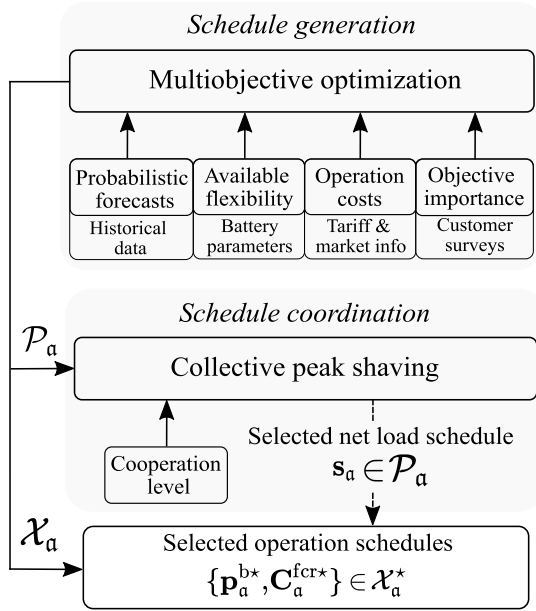 Schedule generation
Multiobjective optimization
Probabilistic
forecasts
Historical
data
Available
flexibility
Battery
parameters
Operation
costs
Tariff &
market info
Objective
importance
Customer
surveys
Schedule coordination
𝒫𝔞
Collective peak shaving
Cooperation
level
Selected net load schedule
𝐬𝔞 ∈ 𝒫𝔞
𝒳𝔞
Selected operation schedules
{𝐩𝔞^b⋆, 𝐂𝔞^fcr⋆} ∈ 𝒳𝔞^⋆